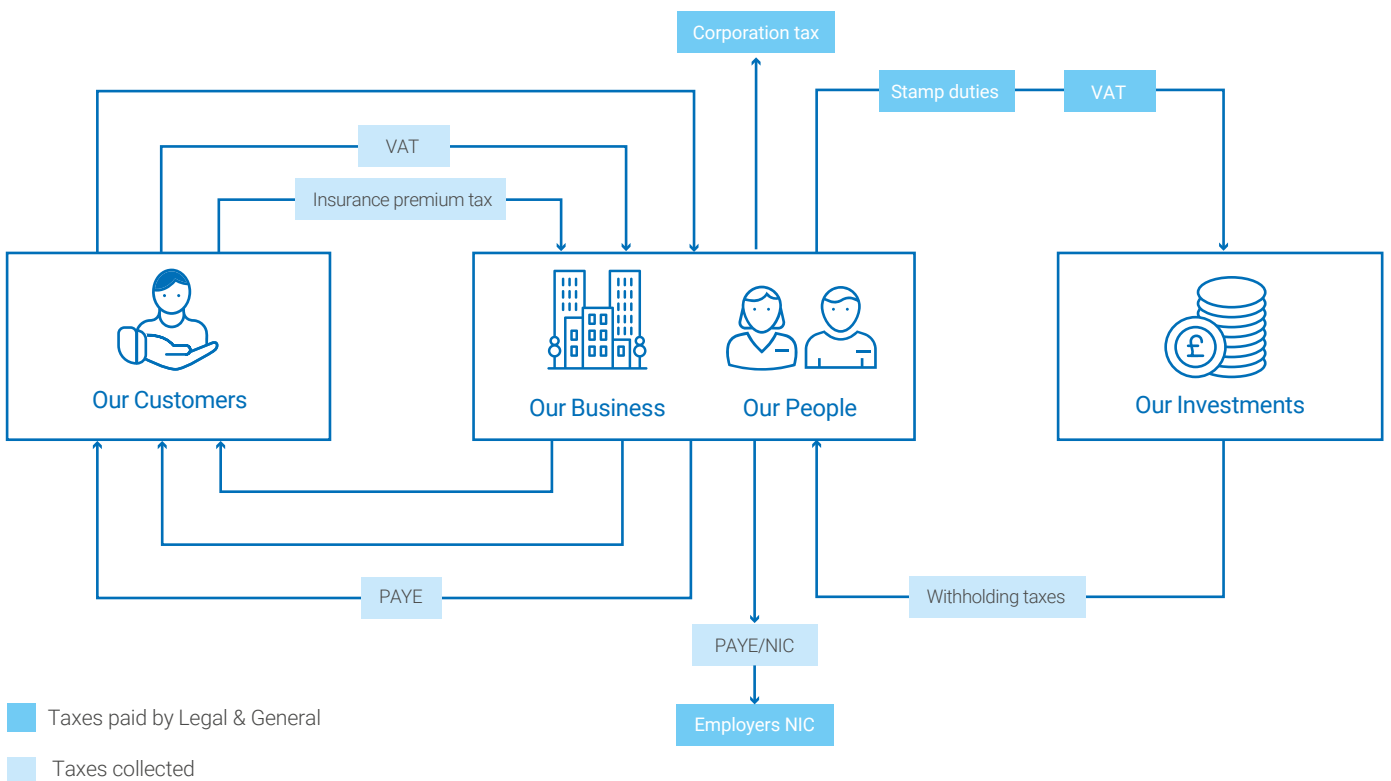 Corporation tax
Stamp duties
VAT
VAT
Insurance premium tax
£
Our Customers
Our Business
Our People
Our Investments
PAYE
Withholding taxes
PAYE/NIC
Employers NIC
Taxes paid by Legal & General
Taxes collected